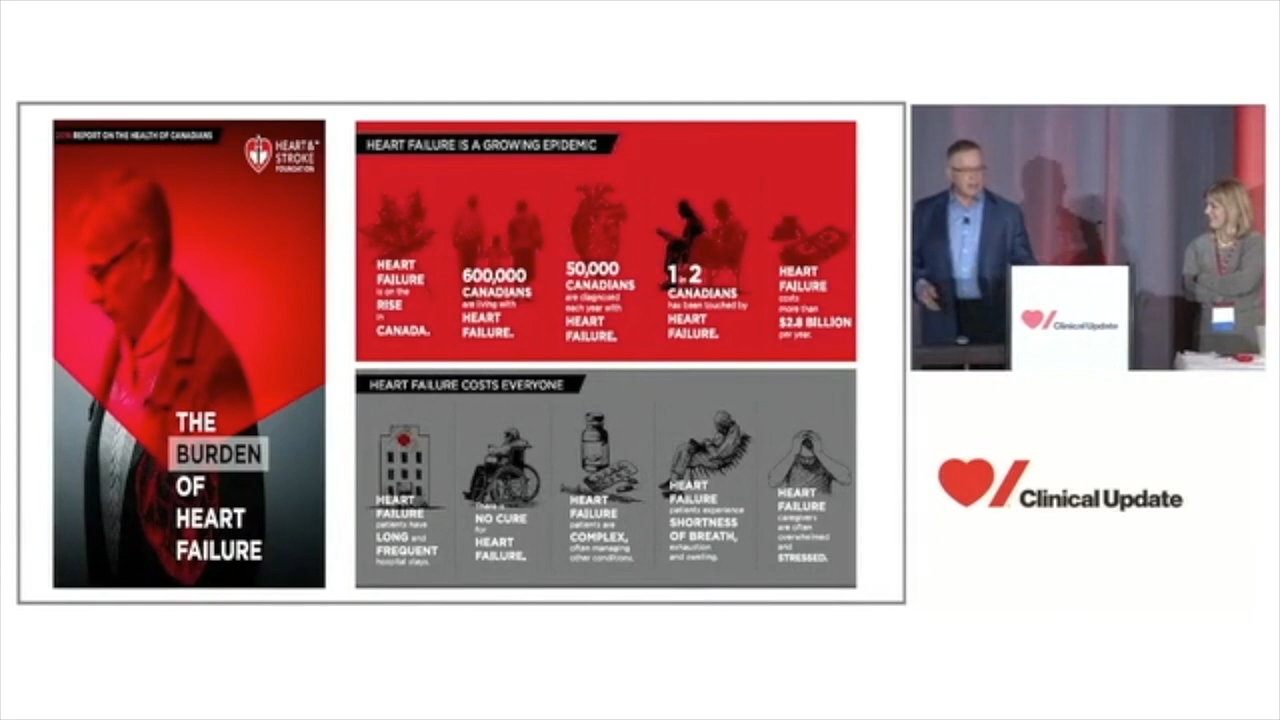 REPORT ON THE HEALTH OF CANADIANS
HEART &
STROKE
FOUNDATION
THE
BURDEN
OF
HEART
FAILURE
HEART FAILURE IS A GROWING EPIDEMIC
HEART
FAILURE
is on the
RISE
in
CANADA.
600,000
CANADIANS
are living with
HEART
FAILURE.
50,000
CANADIANS
are diagnosed
each year with
HEART
FAILURE.
1 in 2
CANADIANS
has been touched by
HEART
FAILURE.
HEART
FAILURE
costs
more than
$2.8 BILLION
per year.
HEART FAILURE COSTS EVERYONE
HEART
FAILURE
patients have
LONG and
FREQUENT
hospital stays.
There is
NO CURE
for
HEART
FAILURE.
HEART
FAILURE
patients are
COMPLEX,
often managing
other conditions.
HEART
FAILURE
patients experience
SHORTNESS
OF BREATH,
exhaustion
and swelling.
HEART
FAILURE
caregivers
are often
overwhelmed
and
STRESSED.
Clinical Update
Clinical Update